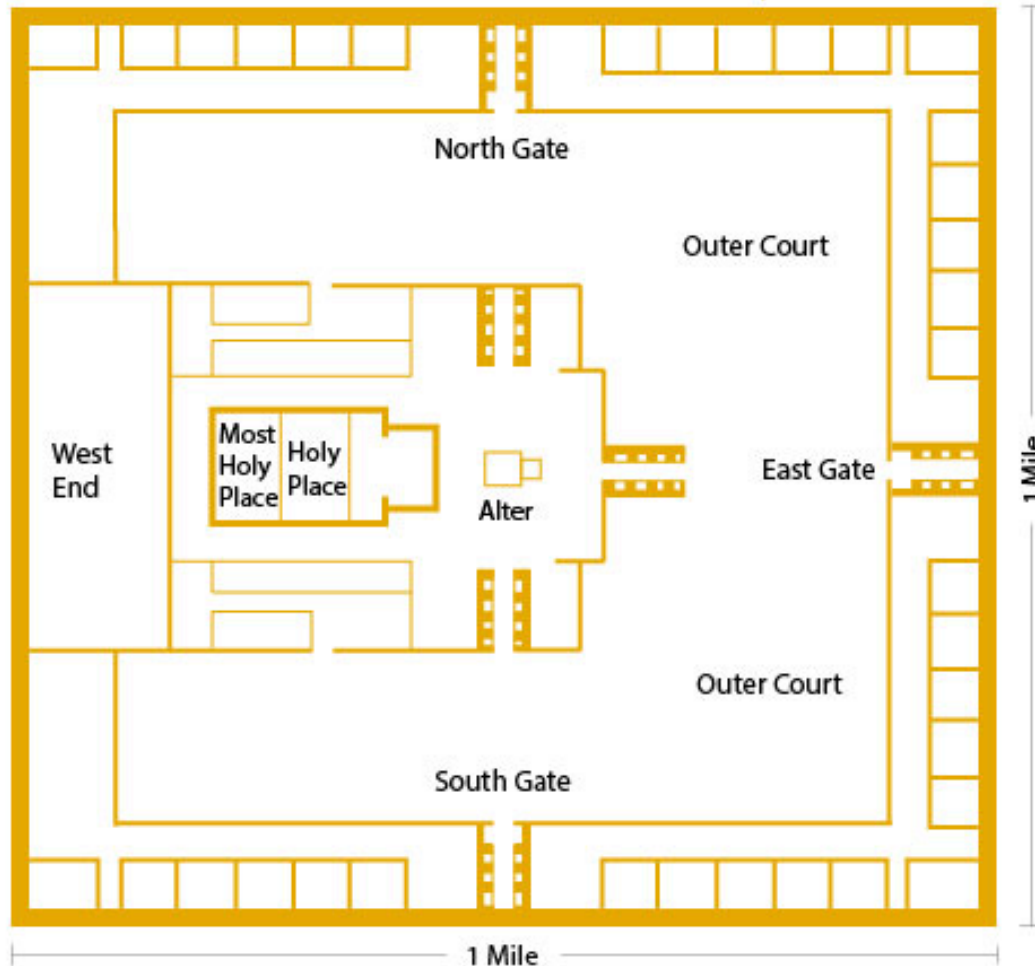 North Gate
Outer Court
West
End
Most
Holy
Place
Holy
Place
Alter
East Gate
1 Mile
Outer Court
South Gate
1 Mile